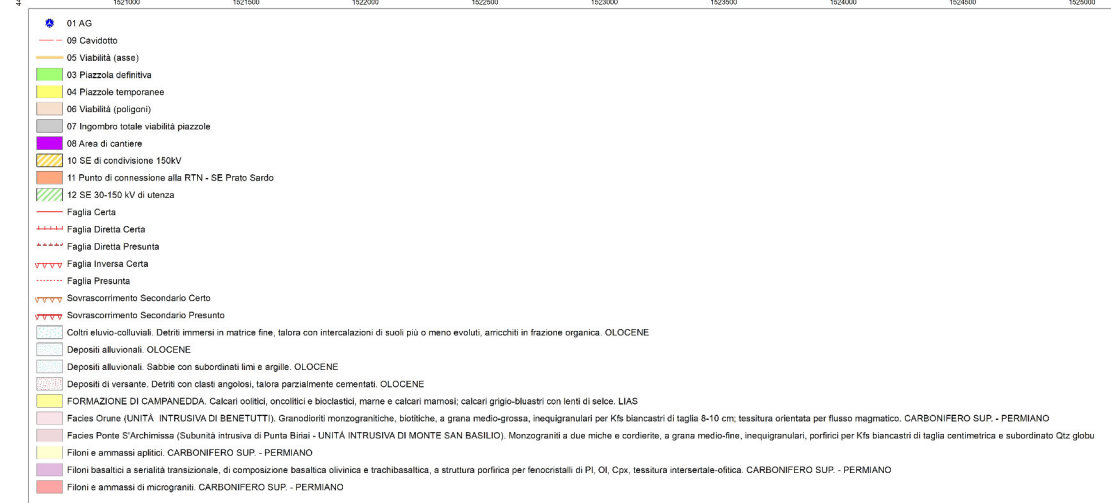 1521000 1521500 1522000 1522500 1523000 1523500 1524000 1524500 1525000
01 AG
09 Cavidotto
05 Viabilità (asse)
03 Piazzola definitiva
04 Piazzole temporanee
06 Viabilità (poligoni)
07 Ingombro totale viabilità piazzole
08 Area di cantiere
10 SE di condivisione 150kV
11 Punto di connessione alla RTN - SE Prato Sardo
12 SE 30-150 kV di utenza
Faglia Certa
Faglia Diretta Certa
Faglia Diretta Presunta
Faglia Inversa Certa
Faglia Presunta
Sovrascorrimento Secondario Certo
Sovrascorrimento Secondario Presunto
Coltri eluvio-colluviali. Detriti immersi in matrice fine, talora con intercalazioni di suoli più o meno evoluti, arricchiti in frazione organica. OLOCENE
Depositi alluvionali. OLOCENE
Depositi alluvionali. Sabbie con subordinati limi e argille. OLOCENE
Depositi di versante. Detriti con clasti angolosi, talora parzialmente cementati. OLOCENE
FORMAZIONE DI CAMPANEDDA. Calcari oolitici, oncolitici e bioclastici, marne e calcari marnosi; calcari grigio-bluastri con lenti di selce. LIAS
Facies Orune (UNITÀ INTRUSIVA DI BENETUTTI). Granodioriti monzogranitiche, biotitiche, a grana medio-grossa, inequigranulari per Kfs biancastri di taglia 8-10 cm; tessitura orientata per flusso magmatico. CARBONIFERO SUP. - PERMIANO
Facies Ponte S'Archimissa (Subunità intrusiva di Punta Biriai - UNITÀ INTRUSIVA DI MONTE SAN BASILIO). Monzograniti a due miche e cordierite, a grana medio-fine, inequigranulari, porfirici per Kfs biancastri di taglia centimetrica e subordinato Qtz globu
Filoni e ammassi aplitici. CARBONIFERO SUP. - PERMIANO
Filoni basaltici a serialità transizionale, di composizione basaltica olivinica e trachibasaltica, a struttura porfirica per fenocristalli di Pl, Ol, Cpx, tessitura intersertale-ofitica. CARBONIFERO SUP. - PERMIANO
Filoni e ammassi di microgranitì. CARBONIFERO SUP. - PERMIANO